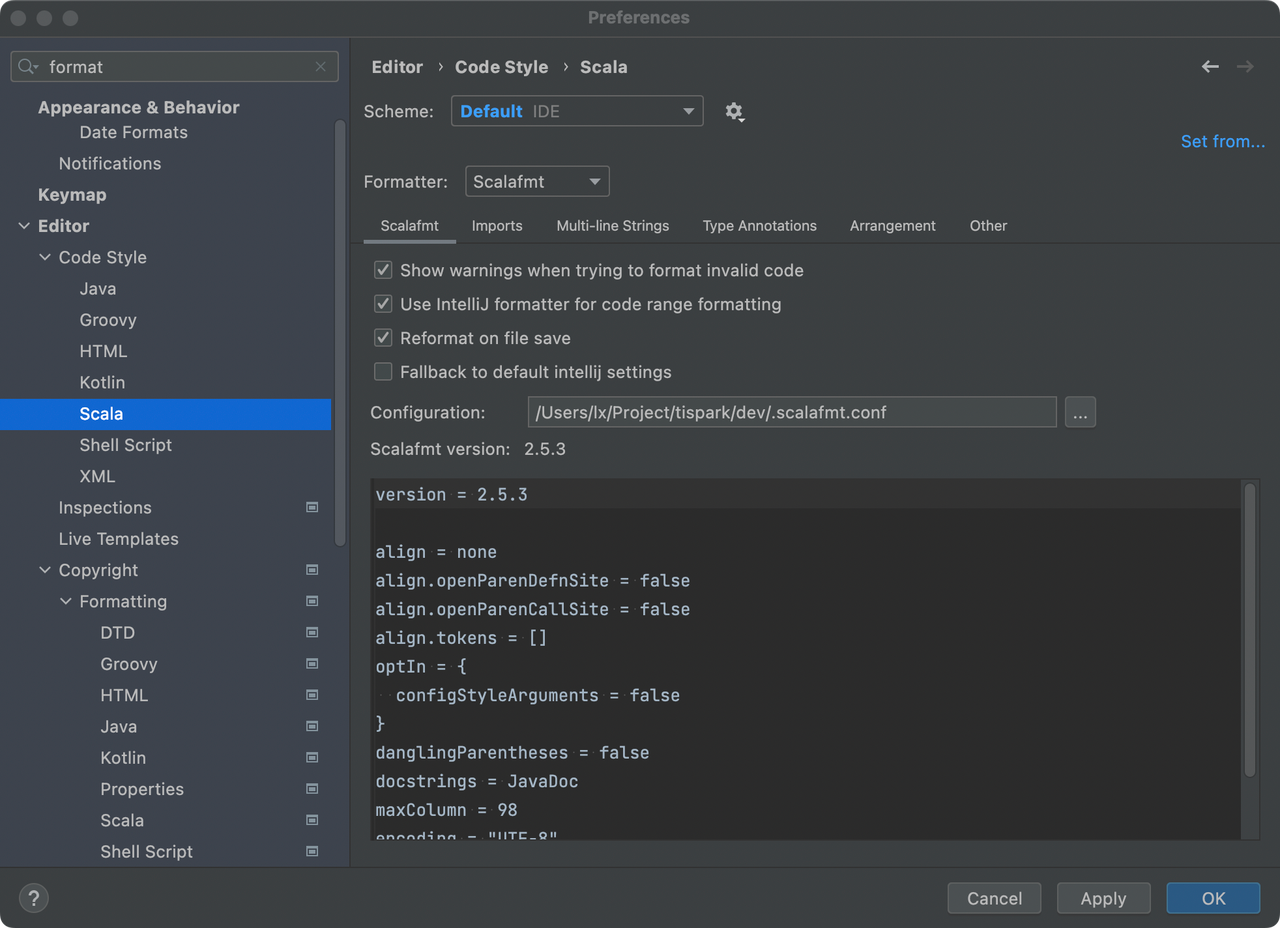 Preferences
format
Appearance & Behavior
Date Formats
Notifications
Keymap
Editor
Code Style
Java
Groovy
HTML
Kotlin
Scala
Shell Script
XML
Inspections
Live Templates
Copyright
Formatting
DTD
Groovy
HTML
Java
Kotlin
Properties
Scala
Shell Script
Editor › Code Style › Scala
Scheme: Default IDE
Set from...
Formatter: Scalafmt
Scalafmt Imports Multi-line Strings Type Annotations Arrangement Other
Show warnings when trying to format invalid code
Use IntelliJ formatter for code range formatting
Reformat on file save
Fallback to default intellij settings
Configuration: /Users/lx/Project/tispark/dev/.scalafmt.conf ...
Scalafmt version: 2.5.3
version = 2.5.3
align = none
align.openParenDefnSite = false
align.openParenCallSite = false
align.tokens = []
optIn = {
configStyleArguments = false
}
danglingParentheses = false
docstrings = JavaDoc
maxColumn = 98
encoding = "UTF-8"
? Cancel Apply OK